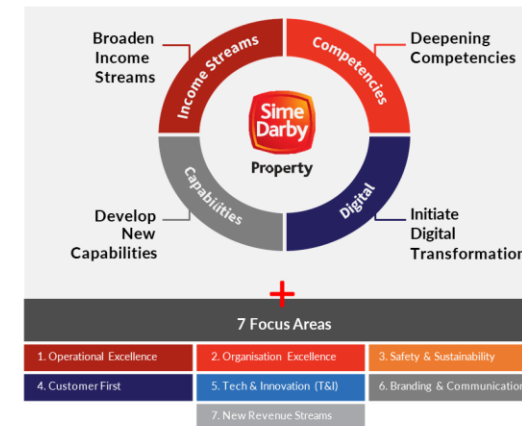 Broaden
Income
Streams
Income Streams
Competencies
Deepening
Competencies
Sime
Darby
Property
Capabilities
Digital
Develop
New
Capabilities
Initiate
Digital
Transformation
+
7 Focus Areas
1. Operational Excellence
2. Organisation Excellence
3. Safety & Sustainability
4. Customer First
5. Tech & Innovation (T&I)
6. Branding & Communication
7. New Revenue Streams